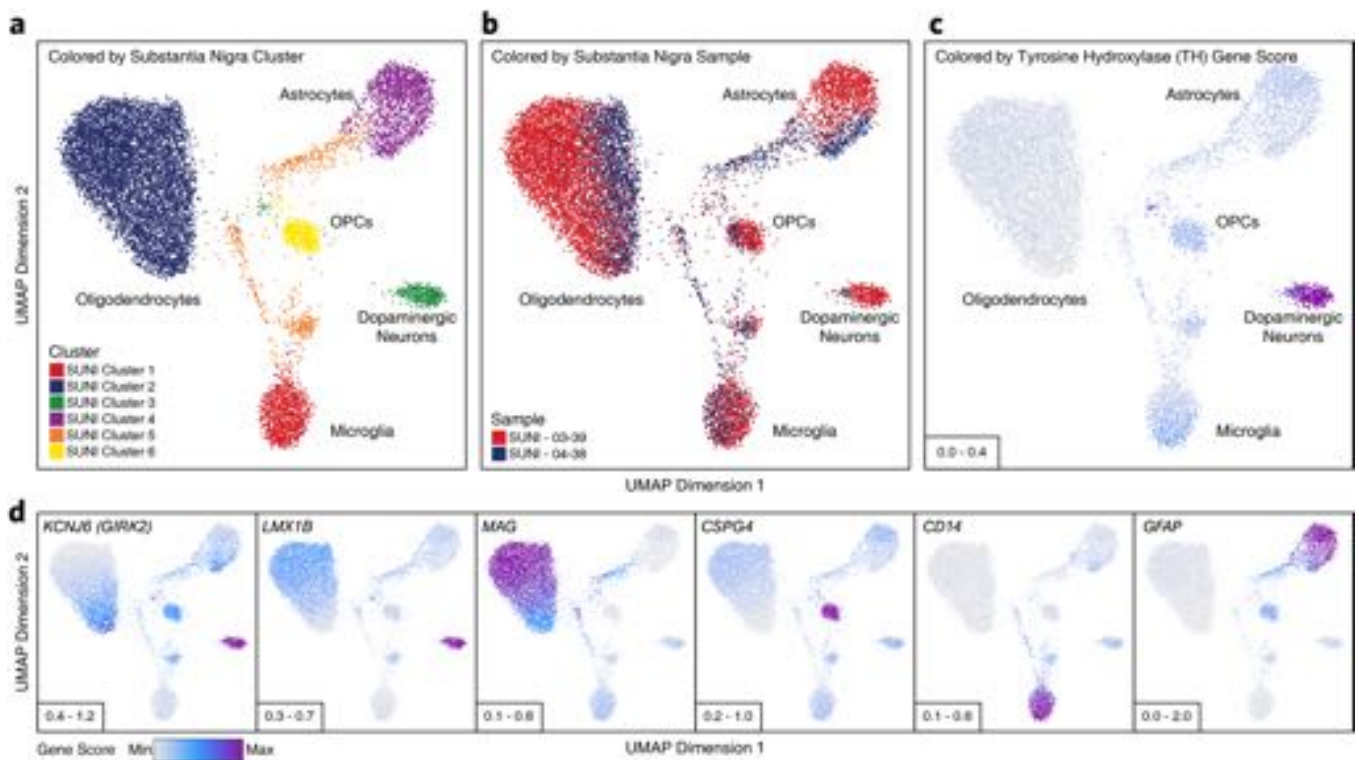 a
Colored by Substantia Nigra Cluster
Astrocytes
OPCs
Oligodendrocytes
Dopaminergic
Neurons
Microglia
Cluster
SUNI Cluster 1
SUNI Cluster 2
SUNI Cluster 3
SUNI Cluster 4
SUNI Cluster 5
SUNI Cluster 6
UMAP Dimension 2
b
Colored by Substantia Nigra Sample
Astrocytes
OPCs
Oligodendrocytes
Dopaminergic
Neurons
Microglia
Sample
SUNI - 03-39
SUNI - 04-38
c
Colored by Tyrosine Hydroxylase (TH) Gene Score
Astrocytes
OPCs
Oligodendrocytes
Dopaminergic
Neurons
Microglia
0.0 - 0.4
UMAP Dimension 1
d
UMAP Dimension 2
KCNJ6 (GIRK2)
0.4 - 1.2
LMX1B
0.3 - 0.7
MAG
0.1 - 0.6
CSPG4
0.2 - 1.0
CD14
0.1 - 0.8
GFAP
0.0 - 2.0
Gene Score Min Max
UMAP Dimension 1